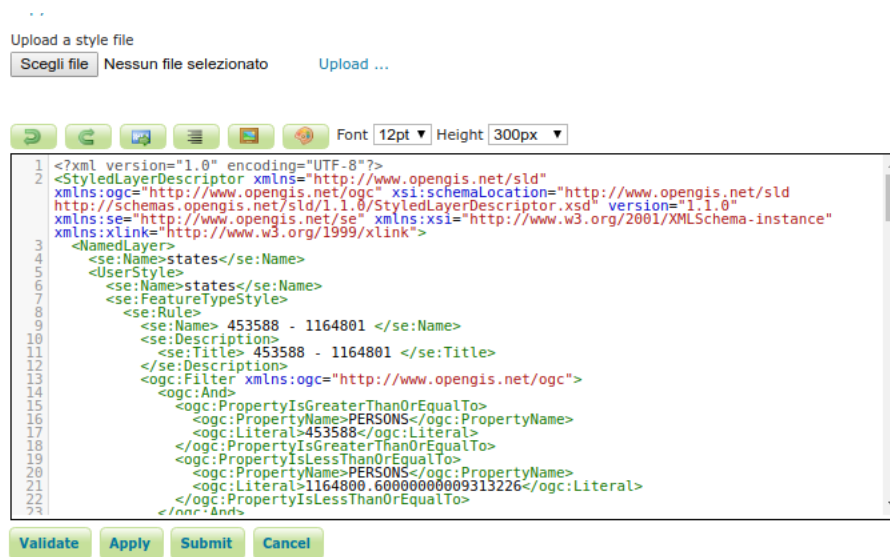 Upload a style file
Scegli file Nessun file selezionato Upload ...
Font 12pt Height 300px
1 <?xml version="1.0" encoding="UTF-8"?>
2 <StyledLayerDescriptor xmlns="http://www.opengis.net/sld"
xmlns:ogc="http://www.opengis.net/ogc" xsi:schemaLocation="http://www.opengis.net/sld
http://schemas.opengis.net/sld/1.1.0/StyledLayerDescriptor.xsd" version="1.1.0"
xmlns:se="http://www.opengis.net/se" xmlns:xsi="http://www.w3.org/2001/XMLSchema-instance"
xmlns:xlink="http://www.w3.org/1999/xlink">
3 <NamedLayer>
4 <se:Name>states</se:Name>
5 <UserStyle>
6 <se:Name>states</se:Name>
7 <se:FeatureTypeStyle>
8 <se:Rule>
9 <se:Name> 453588 - 1164801 </se:Name>
10 <se:Description>
11 <se:Title> 453588 - 1164801 </se:Title>
12 </se:Description>
13 <ogc:Filter xmlns:ogc="http://www.opengis.net/ogc">
14 <ogc:And>
15 <ogc:PropertyIsGreaterThanOrEqualTo>
16 <ogc:PropertyName>PERSONS</ogc:PropertyName>
17 <ogc:Literal>453588</ogc:Literal>
18 </ogc:PropertyIsGreaterThanOrEqualTo>
19 <ogc:PropertyIsLessThanOrEqualTo>
20 <ogc:PropertyName>PERSONS</ogc:PropertyName>
21 <ogc:Literal>1164800.60000000009313226</ogc:Literal>
22 </ogc:PropertyIsLessThanOrEqualTo>
23 </ogc:And>
Validate Apply Submit Cancel